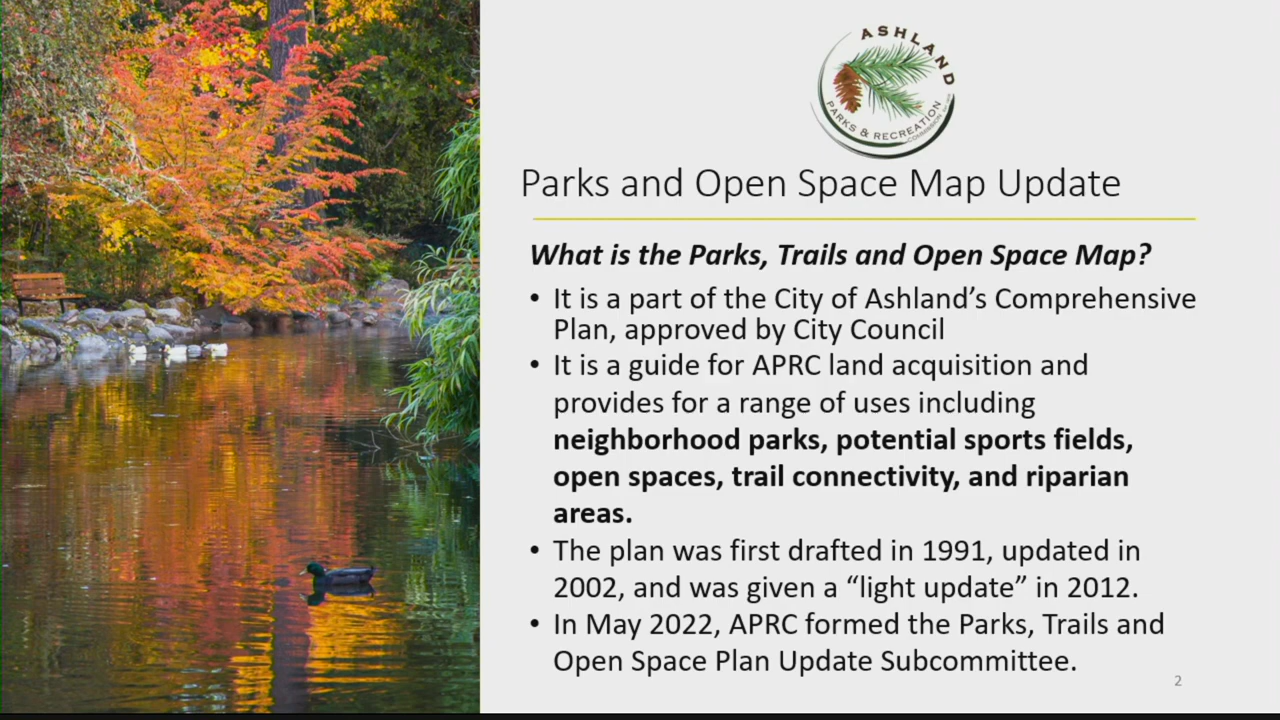 ASHLAND
PARKS & RECREATION
COMMISSION
Parks and Open Space Map Update
What is the Parks, Trails and Open Space Map?
• It is a part of the City of Ashland’s Comprehensive
Plan, approved by City Council
• It is a guide for APRC land acquisition and
provides for a range of uses including
neighborhood parks, potential sports fields,
open spaces, trail connectivity, and riparian
areas.
• The plan was first drafted in 1991, updated in
2002, and was given a “light update” in 2012.
• In May 2022, APRC formed the Parks, Trails and
Open Space Plan Update Subcommittee.
2